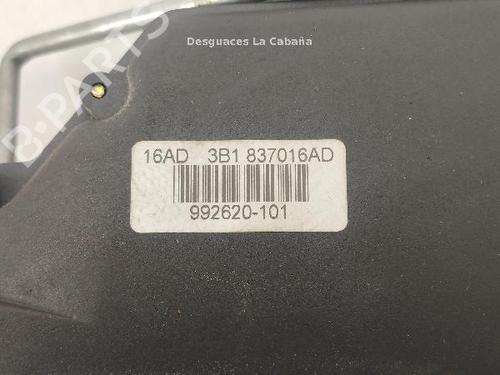 Desguaces La Cabaña
B-PARTS
16AD 3B1 837016AD
992620-101